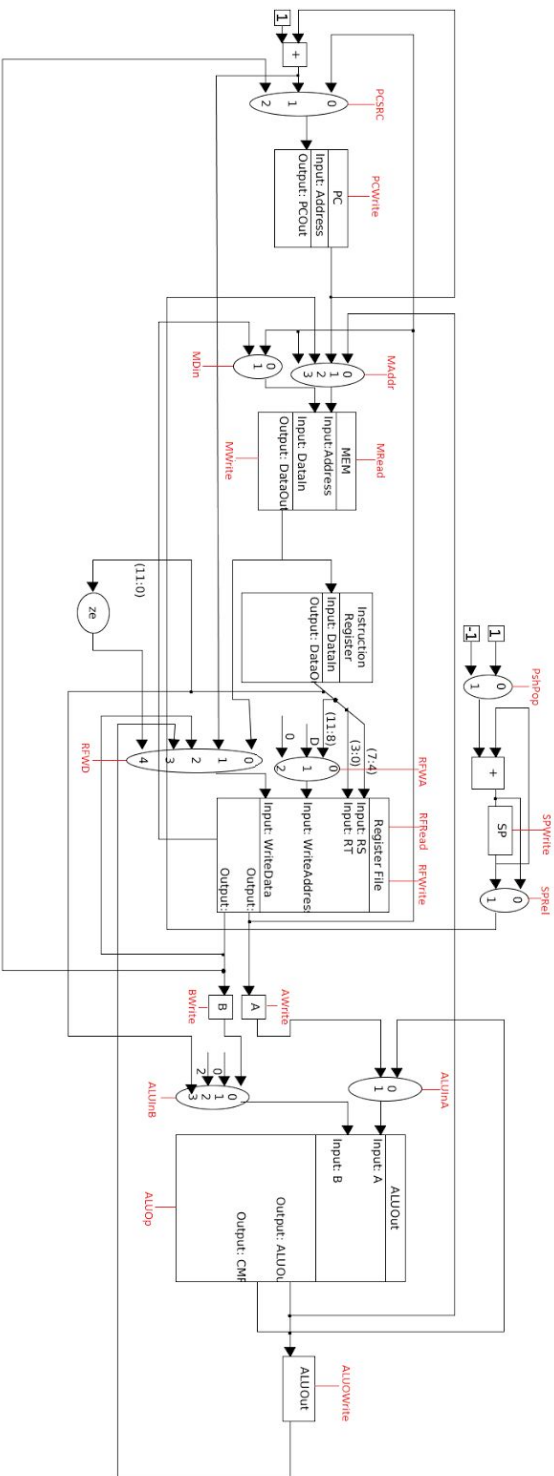 1
+
PCSRC
0
1
2
PCWrite
PC
Input: Address
Output: PCOut
MAddr
0
1
2
3
MDin
0
1
MRead
MEM
Input:Address
Input: DataIn
Output: DataOut
MWrite
Instruction
Register
Input: DataIn
Output: DataO
(11:0)
ze
1
-1
PshPop
0
1
+
SPWrite
SP
SPRel
0
1
(7:4)
(3:0)
(11:8)
RFWA
0
1
2
D
0
RFWD
0
1
2
3
4
RFRead
RFWrite
Register File
Input: RS
Input: RT
Input: WriteAddress
Input: WriteData
Output:
Output:
AWrite
A
B
BWrite
ALUInA
0
1
ALUInB
0
1
2
3
0
2
ALUOut
Input: A
Input: B
Output: ALUOu
Output: CMP
ALUOp
ALUOWrite
ALUOut